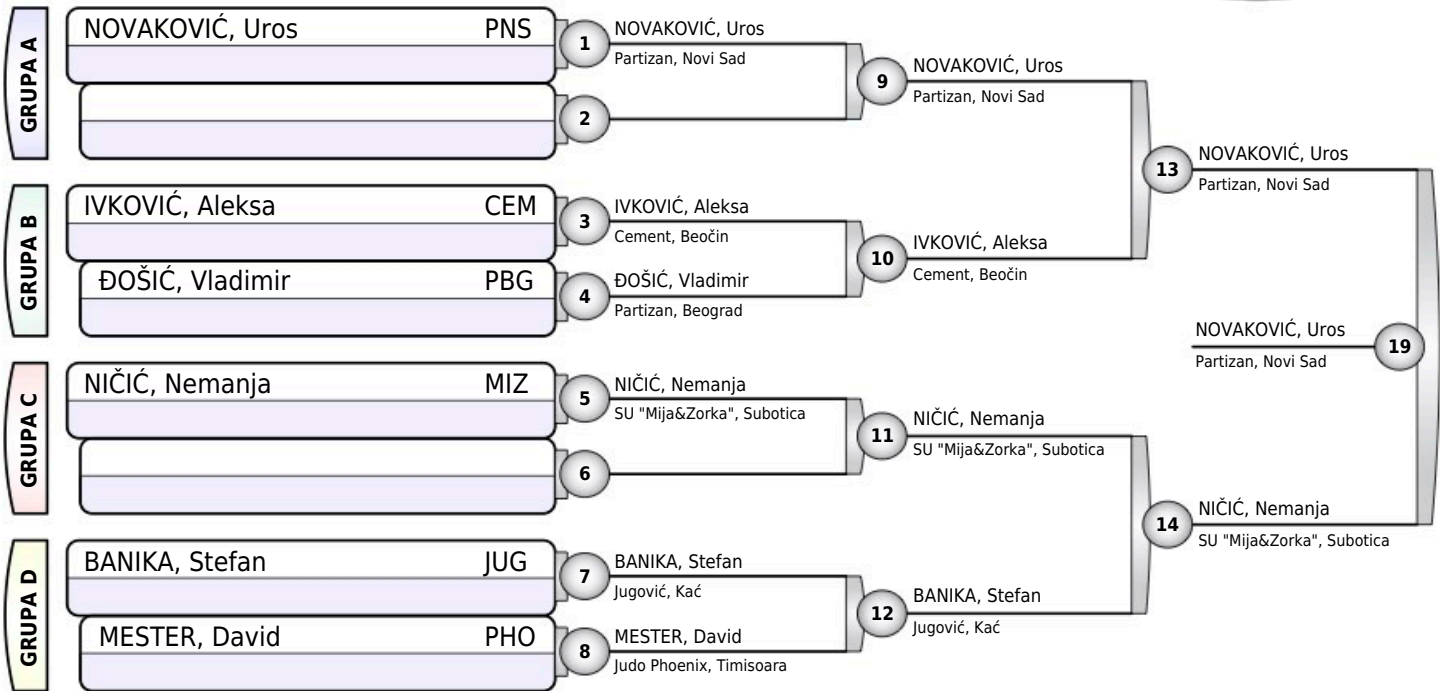 GRUPA A
NOVAKOVIĆ, Uros PNS
1
2
GRUPA B
IVKOVIĆ, Aleksa CEM
ĐOŠIĆ, Vladimir PBG
3
4
GRUPA C
NIČIĆ, Nemanja MIZ
5
6
GRUPA D
BANIKA, Stefan JUG
MESTER, David PHO
7
8
NOVAKOVIĆ, Uros
Partizan, Novi Sad
IVKOVIĆ, Aleksa
Cement, Beočin
ĐOŠIĆ, Vladimir
Partizan, Beograd
NIČIĆ, Nemanja
SU "Mija&Zorka", Subotica
BANIKA, Stefan
Jugović, Kać
MESTER, David
Judo Phoenix, Timisoara
9
NOVAKOVIĆ, Uros
Partizan, Novi Sad
10
IVKOVIĆ, Aleksa
Cement, Beočin
11
NIČIĆ, Nemanja
SU "Mija&Zorka", Subotica
12
BANIKA, Stefan
Jugović, Kać
13
NOVAKOVIĆ, Uros
Partizan, Novi Sad
14
NIČIĆ, Nemanja
SU "Mija&Zorka", Subotica
NOVAKOVIĆ, Uros
Partizan, Novi Sad
19